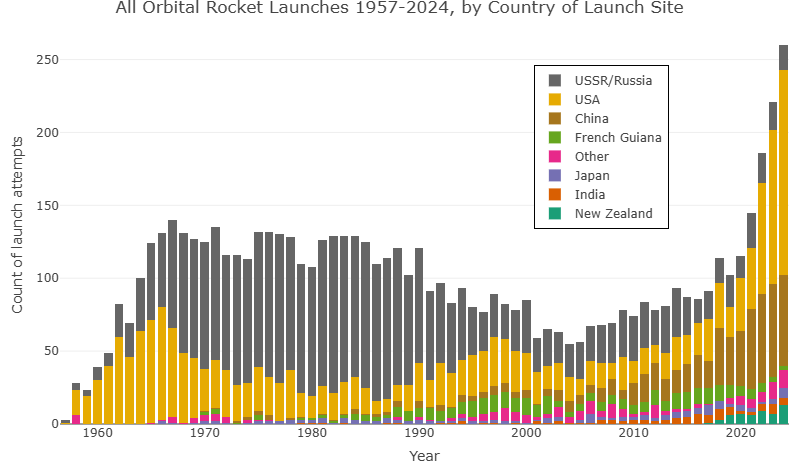 All Orbital Rocket Launches 1957-2024, by Country of Launch Site
250
200
150
100
50
0
Count of launch attempts
USSR/Russia
USA
China
French Guiana
Other
Japan
India
New Zealand
1960 1970 1980 1990 2000 2010 2020
Year